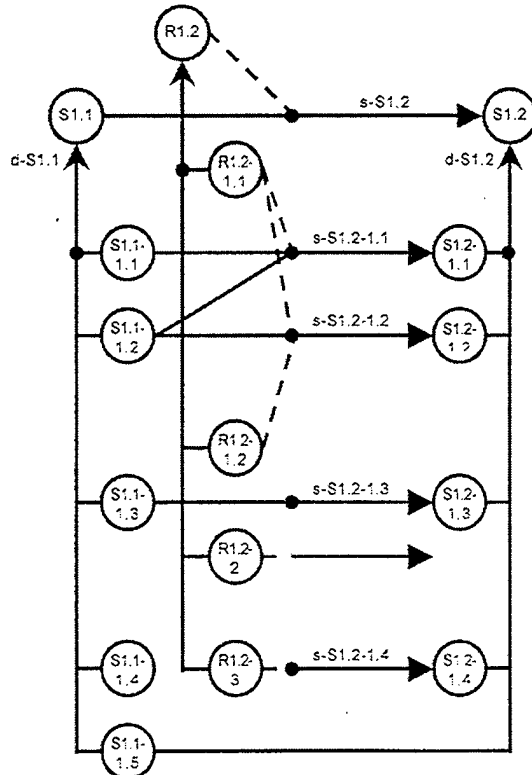 R1.2
S1.1
s-S1.2
S1.2
d-S1.1
d-S1.2
R1.2-
1.1
S1.1-
1.1
s-S1.2-1.1
S1.2-
1.1
S1.1-
1.2
s-S1.2-1.2
S1.2-
1.2
R1.2-
1.2
S1.1-
1.3
s-S1.2-1.3
S1.2-
1.3
R1.2-
2
S1.1-
1.4
R1.2-
3
s-S1.2-1.4
S1.2-
1.4
S1.1-
1.5